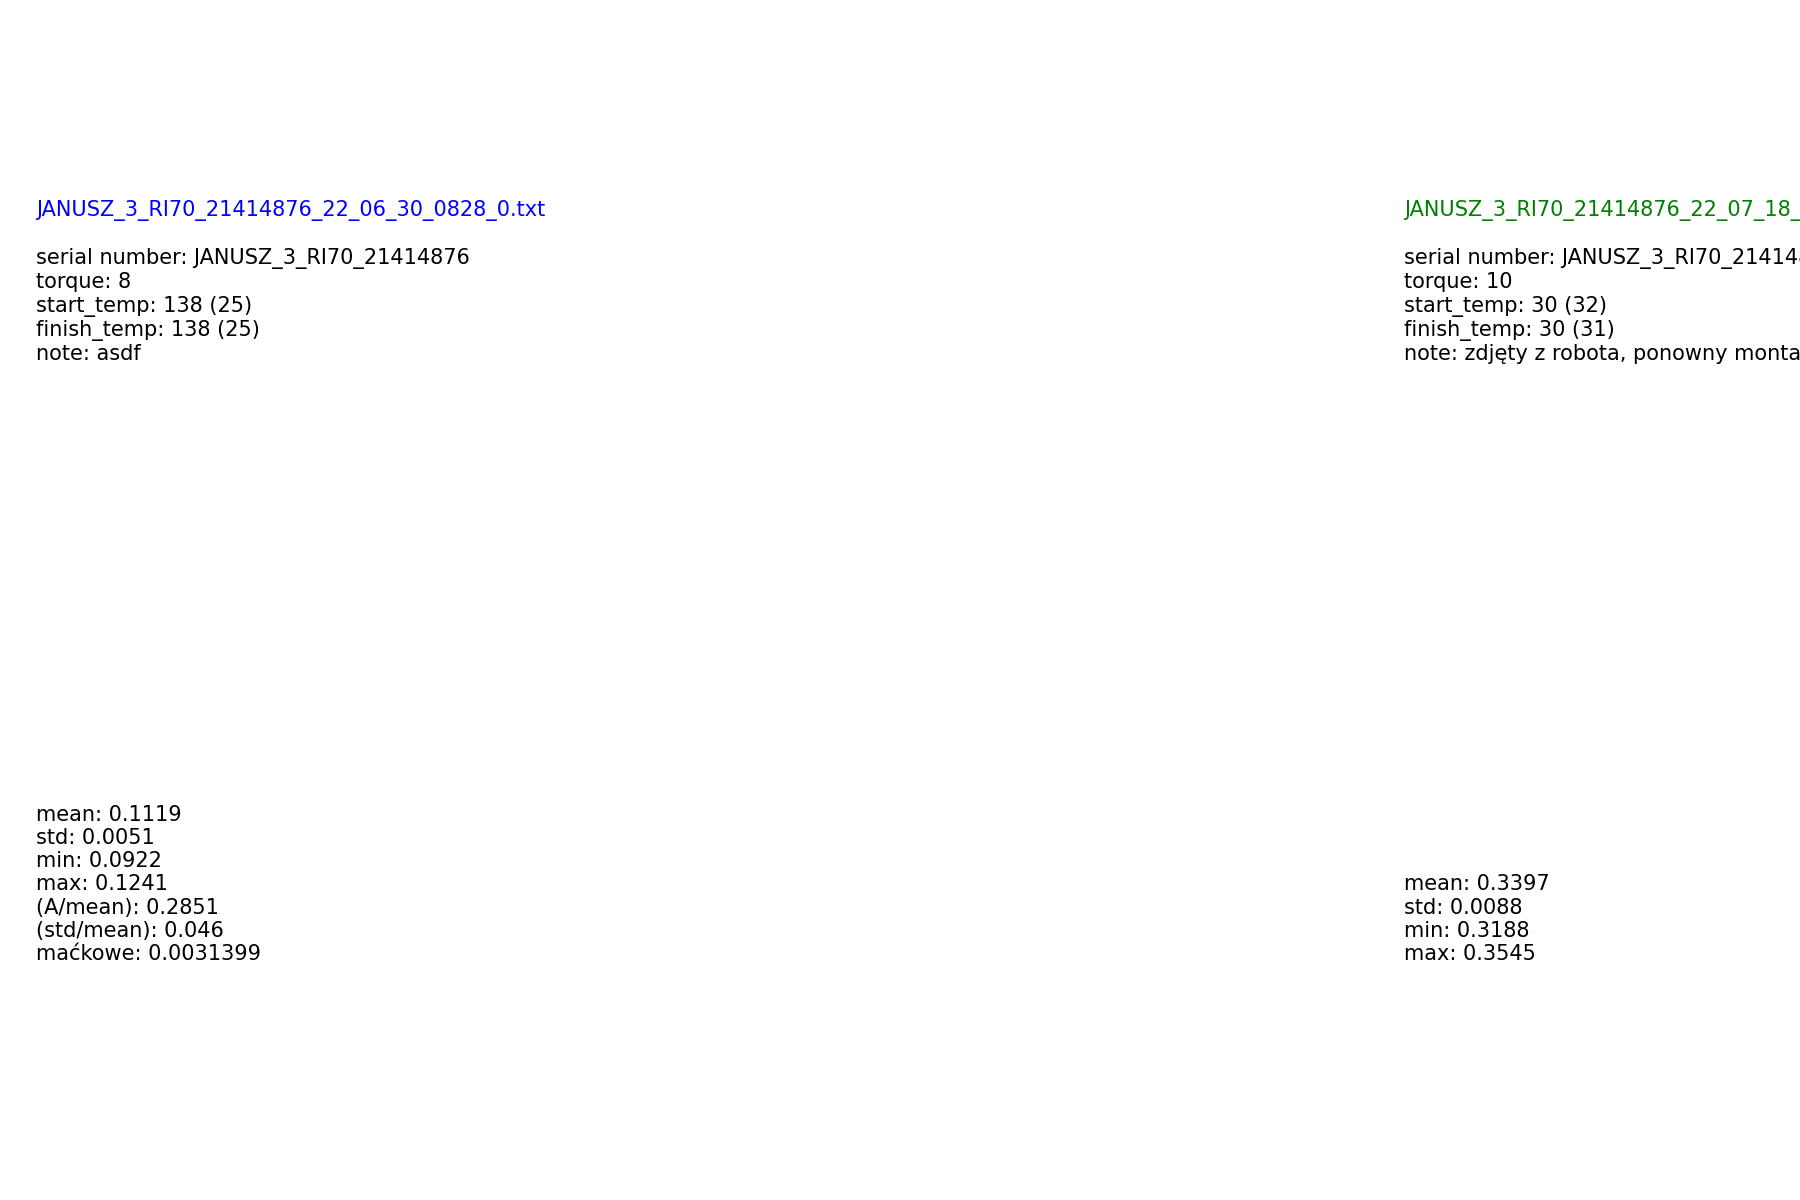 JANUSZ_3_RI70_21414876_22_06_30_0828_0.txt
serial number: JANUSZ_3_RI70_21414876
torque: 8
start_temp: 138 (25)
finish_temp: 138 (25)
note: asdf
mean: 0.1119
std: 0.0051
min: 0.0922
max: 0.1241
(A/mean): 0.2851
(std/mean): 0.046
maćkowe: 0.0031399
JANUSZ_3_RI70_21414876_22_07_18_
serial number: JANUSZ_3_RI70_21414
torque: 10
start_temp: 30 (32)
finish_temp: 30 (31)
note: zdjęty z robota, ponowny monta
mean: 0.3397
std: 0.0088
min: 0.3188
max: 0.3545